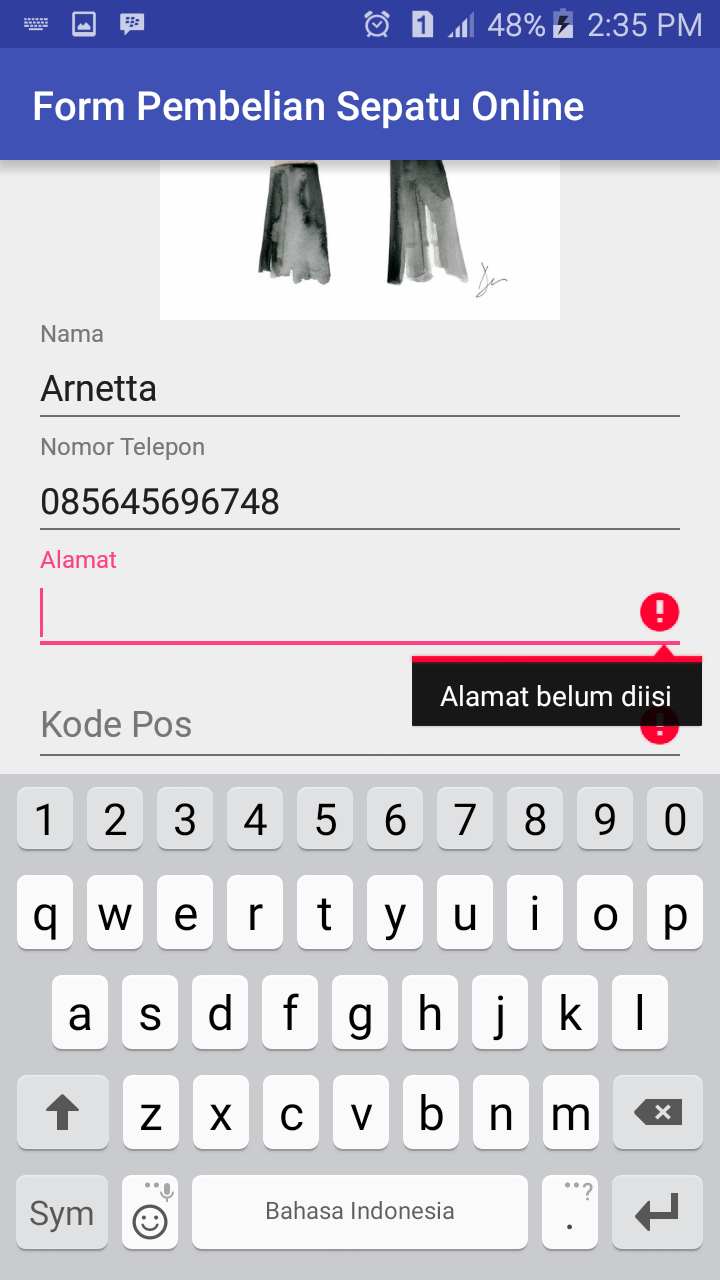 1 48% 2:35 PM
Form Pembelian Sepatu Online
Nama
Arnetta
Nomor Telepon
085645696748
Alamat
Alamat belum diisi
Kode Pos
1 2 3 4 5 6 7 8 9 0
q w e r t y u i o p
a s d f g h j k l
z x c v b n m
Sym Bahasa Indonesia . ?